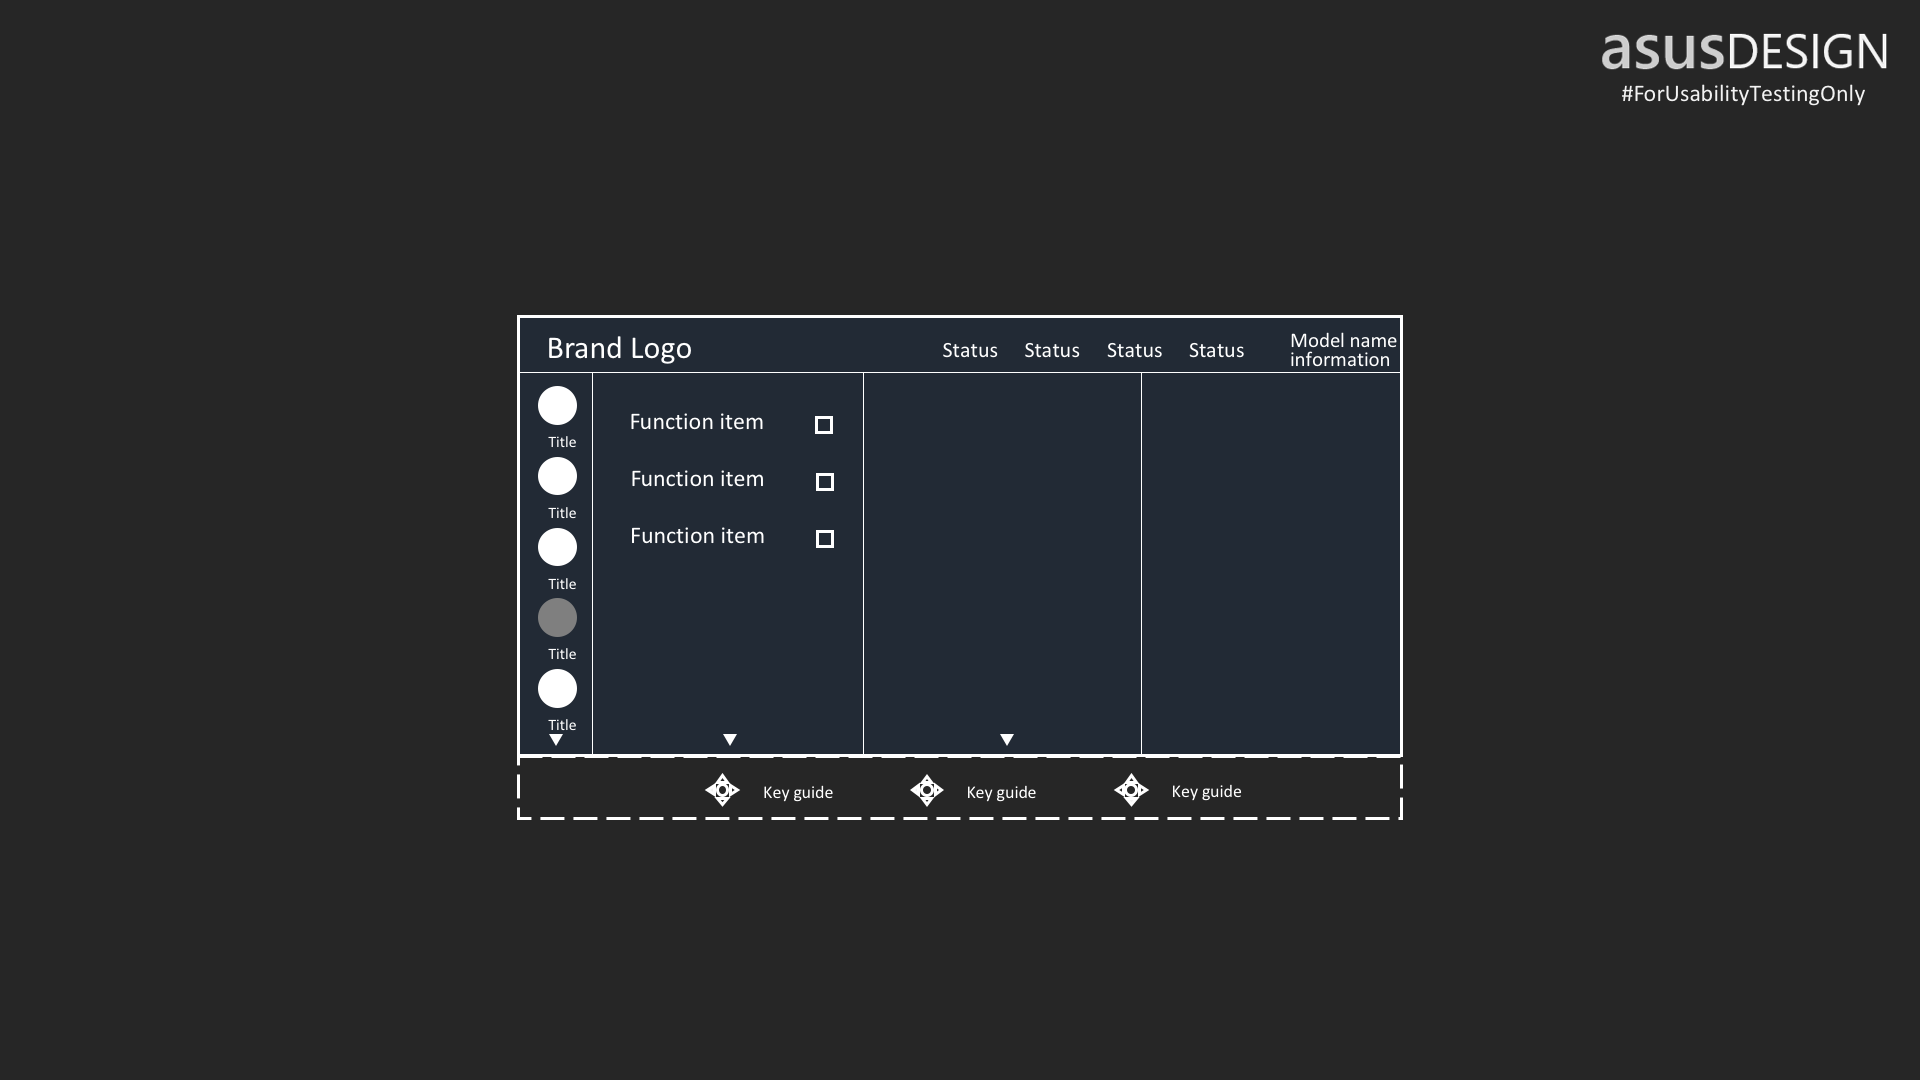 asusDESIGN
#ForUsabilityTestingOnly
Brand Logo
Status Status Status Status
Model name
information
Title
Title
Title
Title
Title
Function item
Function item
Function item
Key guide
Key guide
Key guide